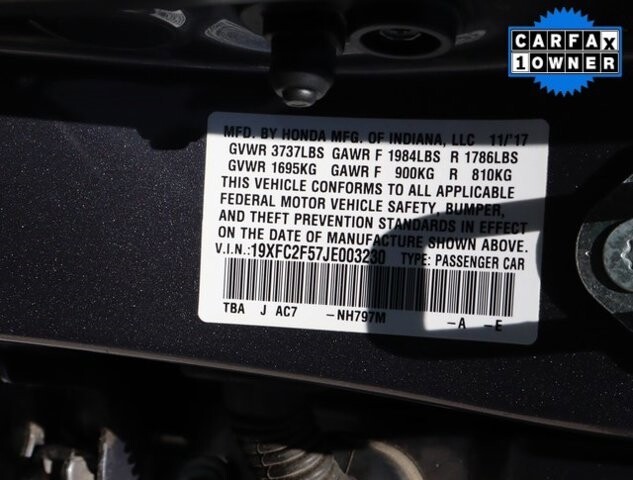 CARFAX
1 OWNER
MFD. BY HONDA MFG. OF INDIANA, LLC 11/'17
GVWR 3737LBS GAWR F 1984LBS R 1786LBS
GVWR 1695KG GAWR F 900KG R 810KG
THIS VEHICLE CONFORMS TO ALL APPLICABLE
FEDERAL MOTOR VEHICLE SAFETY, BUMPER,
AND THEFT PREVENTION STANDARDS IN EFFECT
ON THE DATE OF MANUFACTURE SHOWN ABOVE.
V.I.N.:19XFC2F57JE003230 TYPE: PASSENGER CAR
TBA J AC7 -NH797M -A -E